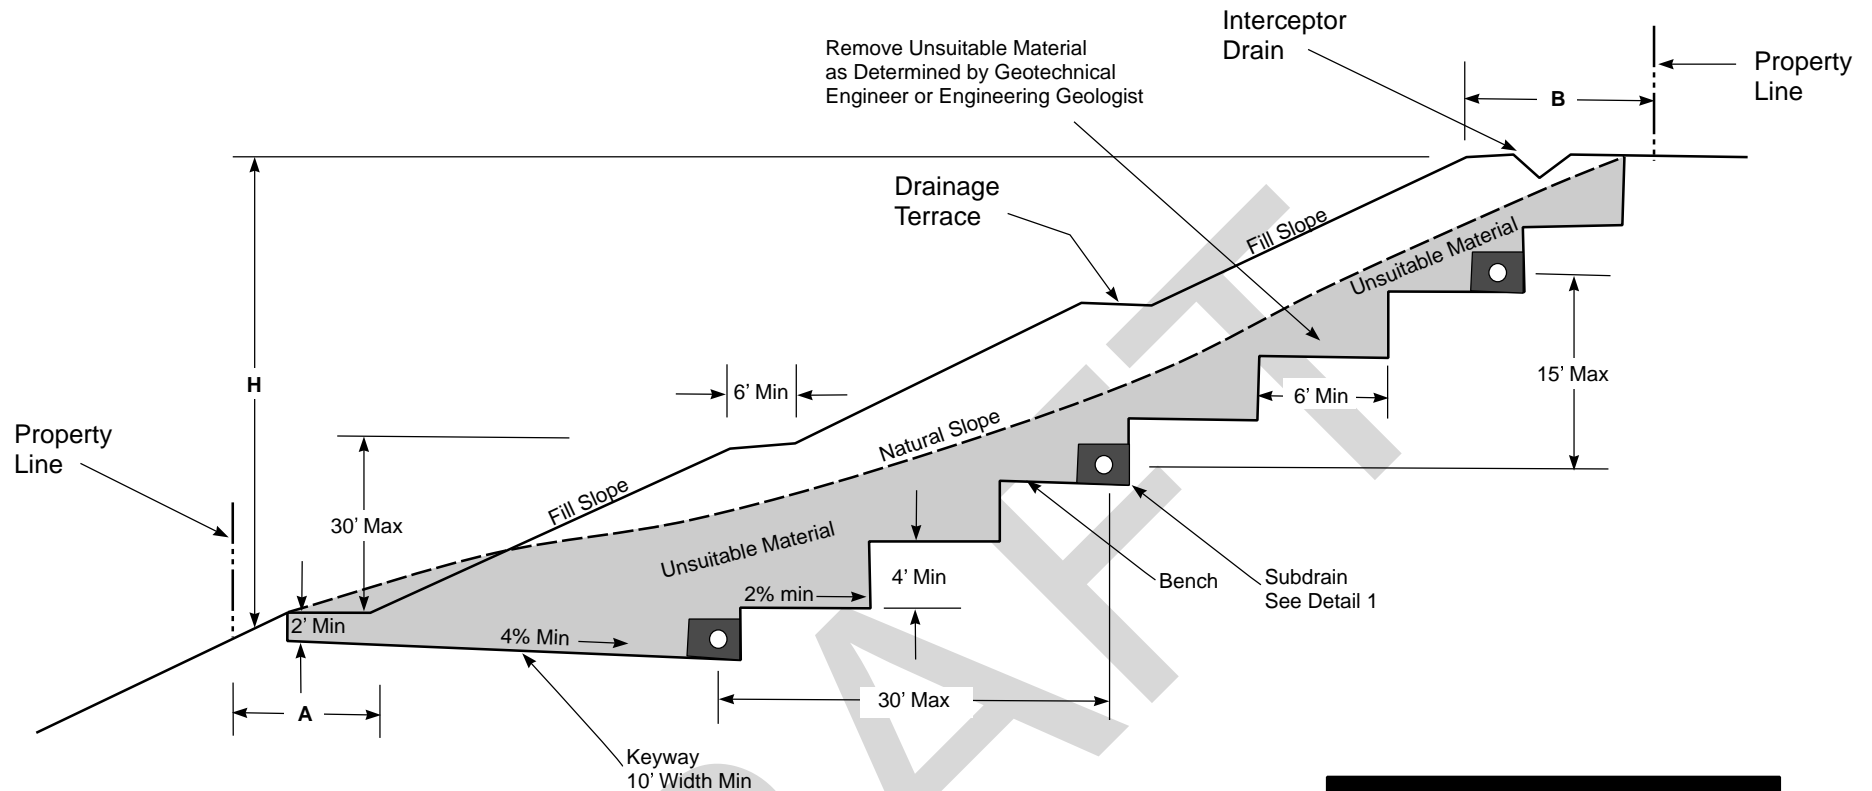 Interceptor
Drain
Remove Unsuitable Material
as Determined by Geotechnical
Engineer or Engineering Geologist
Property
Line
B
Drainage
Terrace
Fill Slope
Unsuitable Material
H
15’ Max
6’ Min
6’ Min
Natural Slope
Property
Line
Fill Slope
30’ Max
Unsuitable Material
4’ Min
Bench
Subdrain
See Detail 1
2% min
2’ Min
4% Min
30’ Max
A
Keyway
10’ Width Min
DRAFT